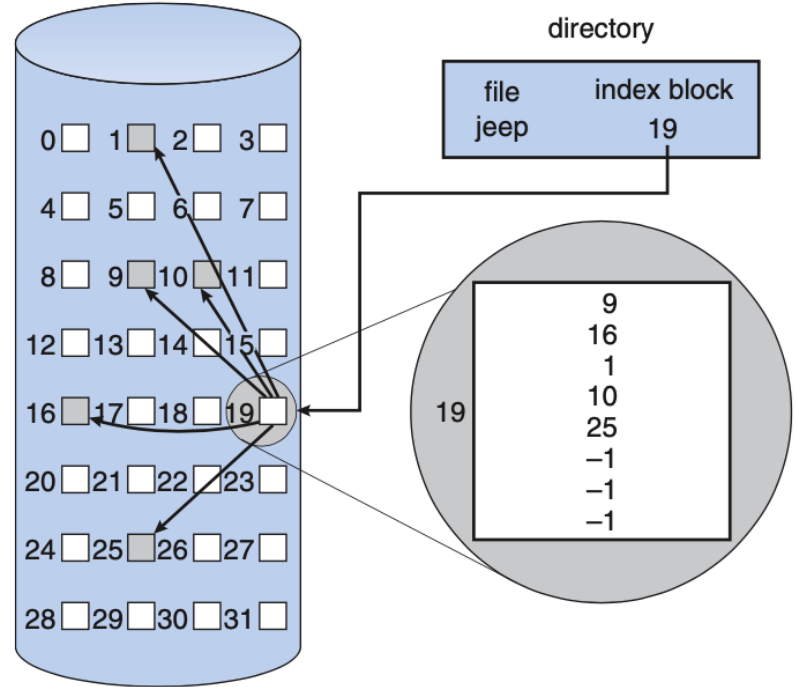 directory
file index block
jeep 19
0 1 2 3
4 5 6 7
8 9 10 11
12 13 14 15
16 17 18 19
20 21 22 23
24 25 26 27
28 29 30 31
19
9
16
1
10
25
–1
–1
–1